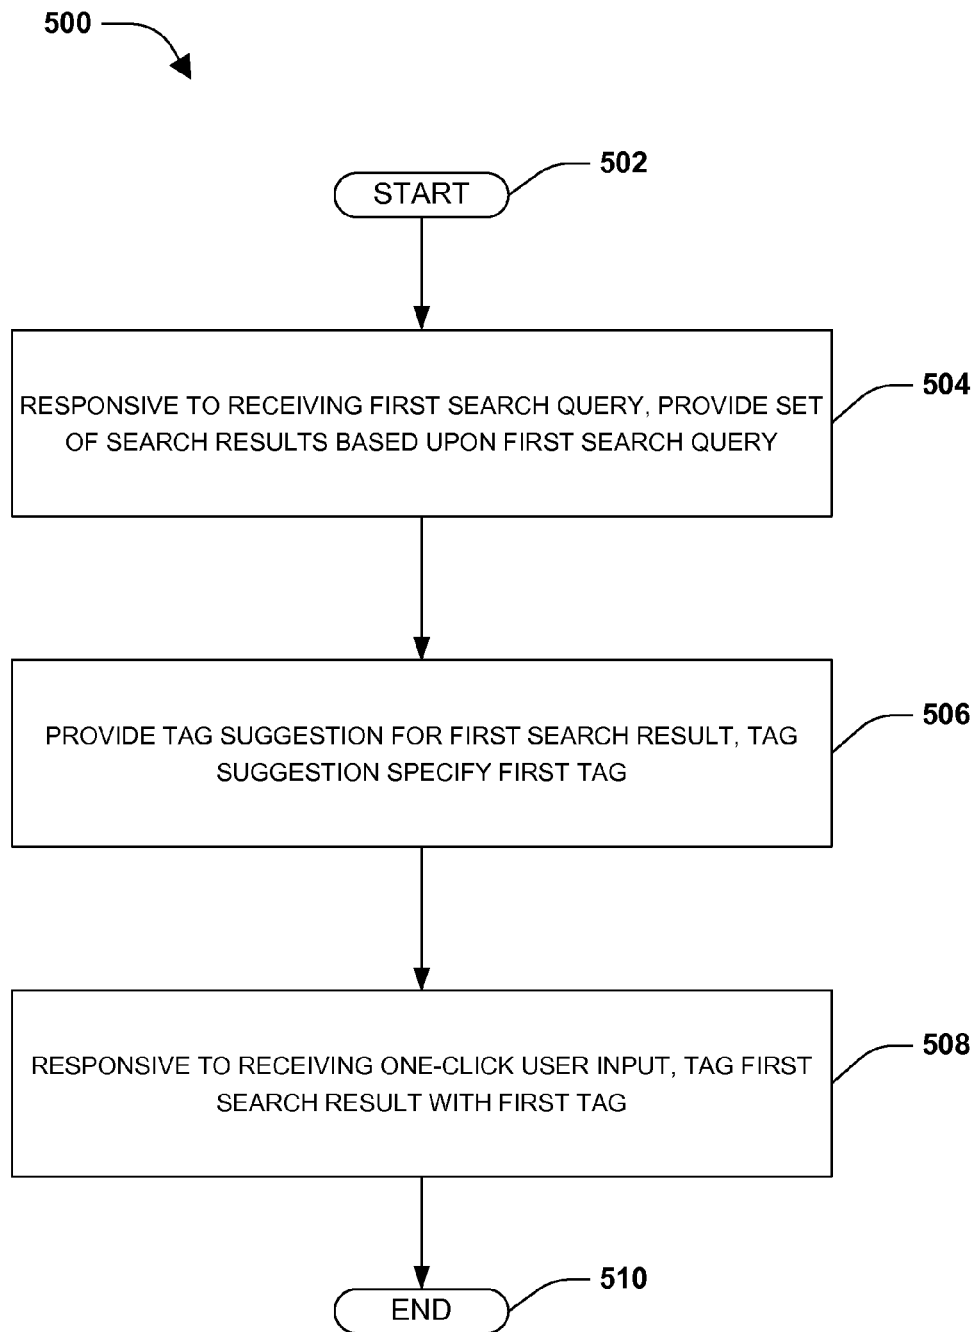 500
502
START
504
RESPONSIVE TO RECEIVING FIRST SEARCH QUERY, PROVIDE SET
OF SEARCH RESULTS BASED UPON FIRST SEARCH QUERY
506
PROVIDE TAG SUGGESTION FOR FIRST SEARCH RESULT, TAG
SUGGESTION SPECIFY FIRST TAG
508
RESPONSIVE TO RECEIVING ONE-CLICK USER INPUT, TAG FIRST
SEARCH RESULT WITH FIRST TAG
510
END